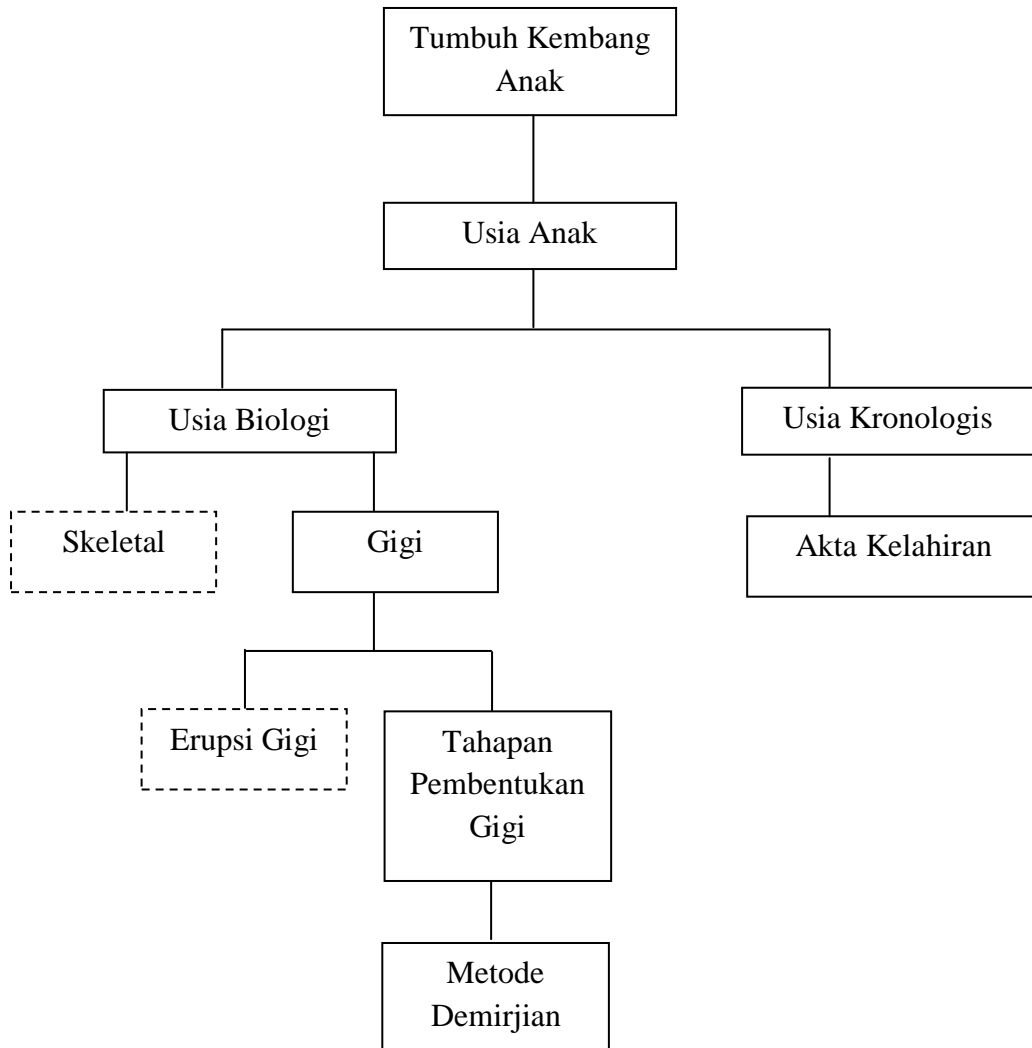 Tumbuh Kembang
Anak
Usia Anak
Usia Biologi
Usia Kronologis
Skeletal
Gigi
Akta Kelahiran
Erupsi Gigi
Tahapan
Pembentukan
Gigi
Metode
Demirjian